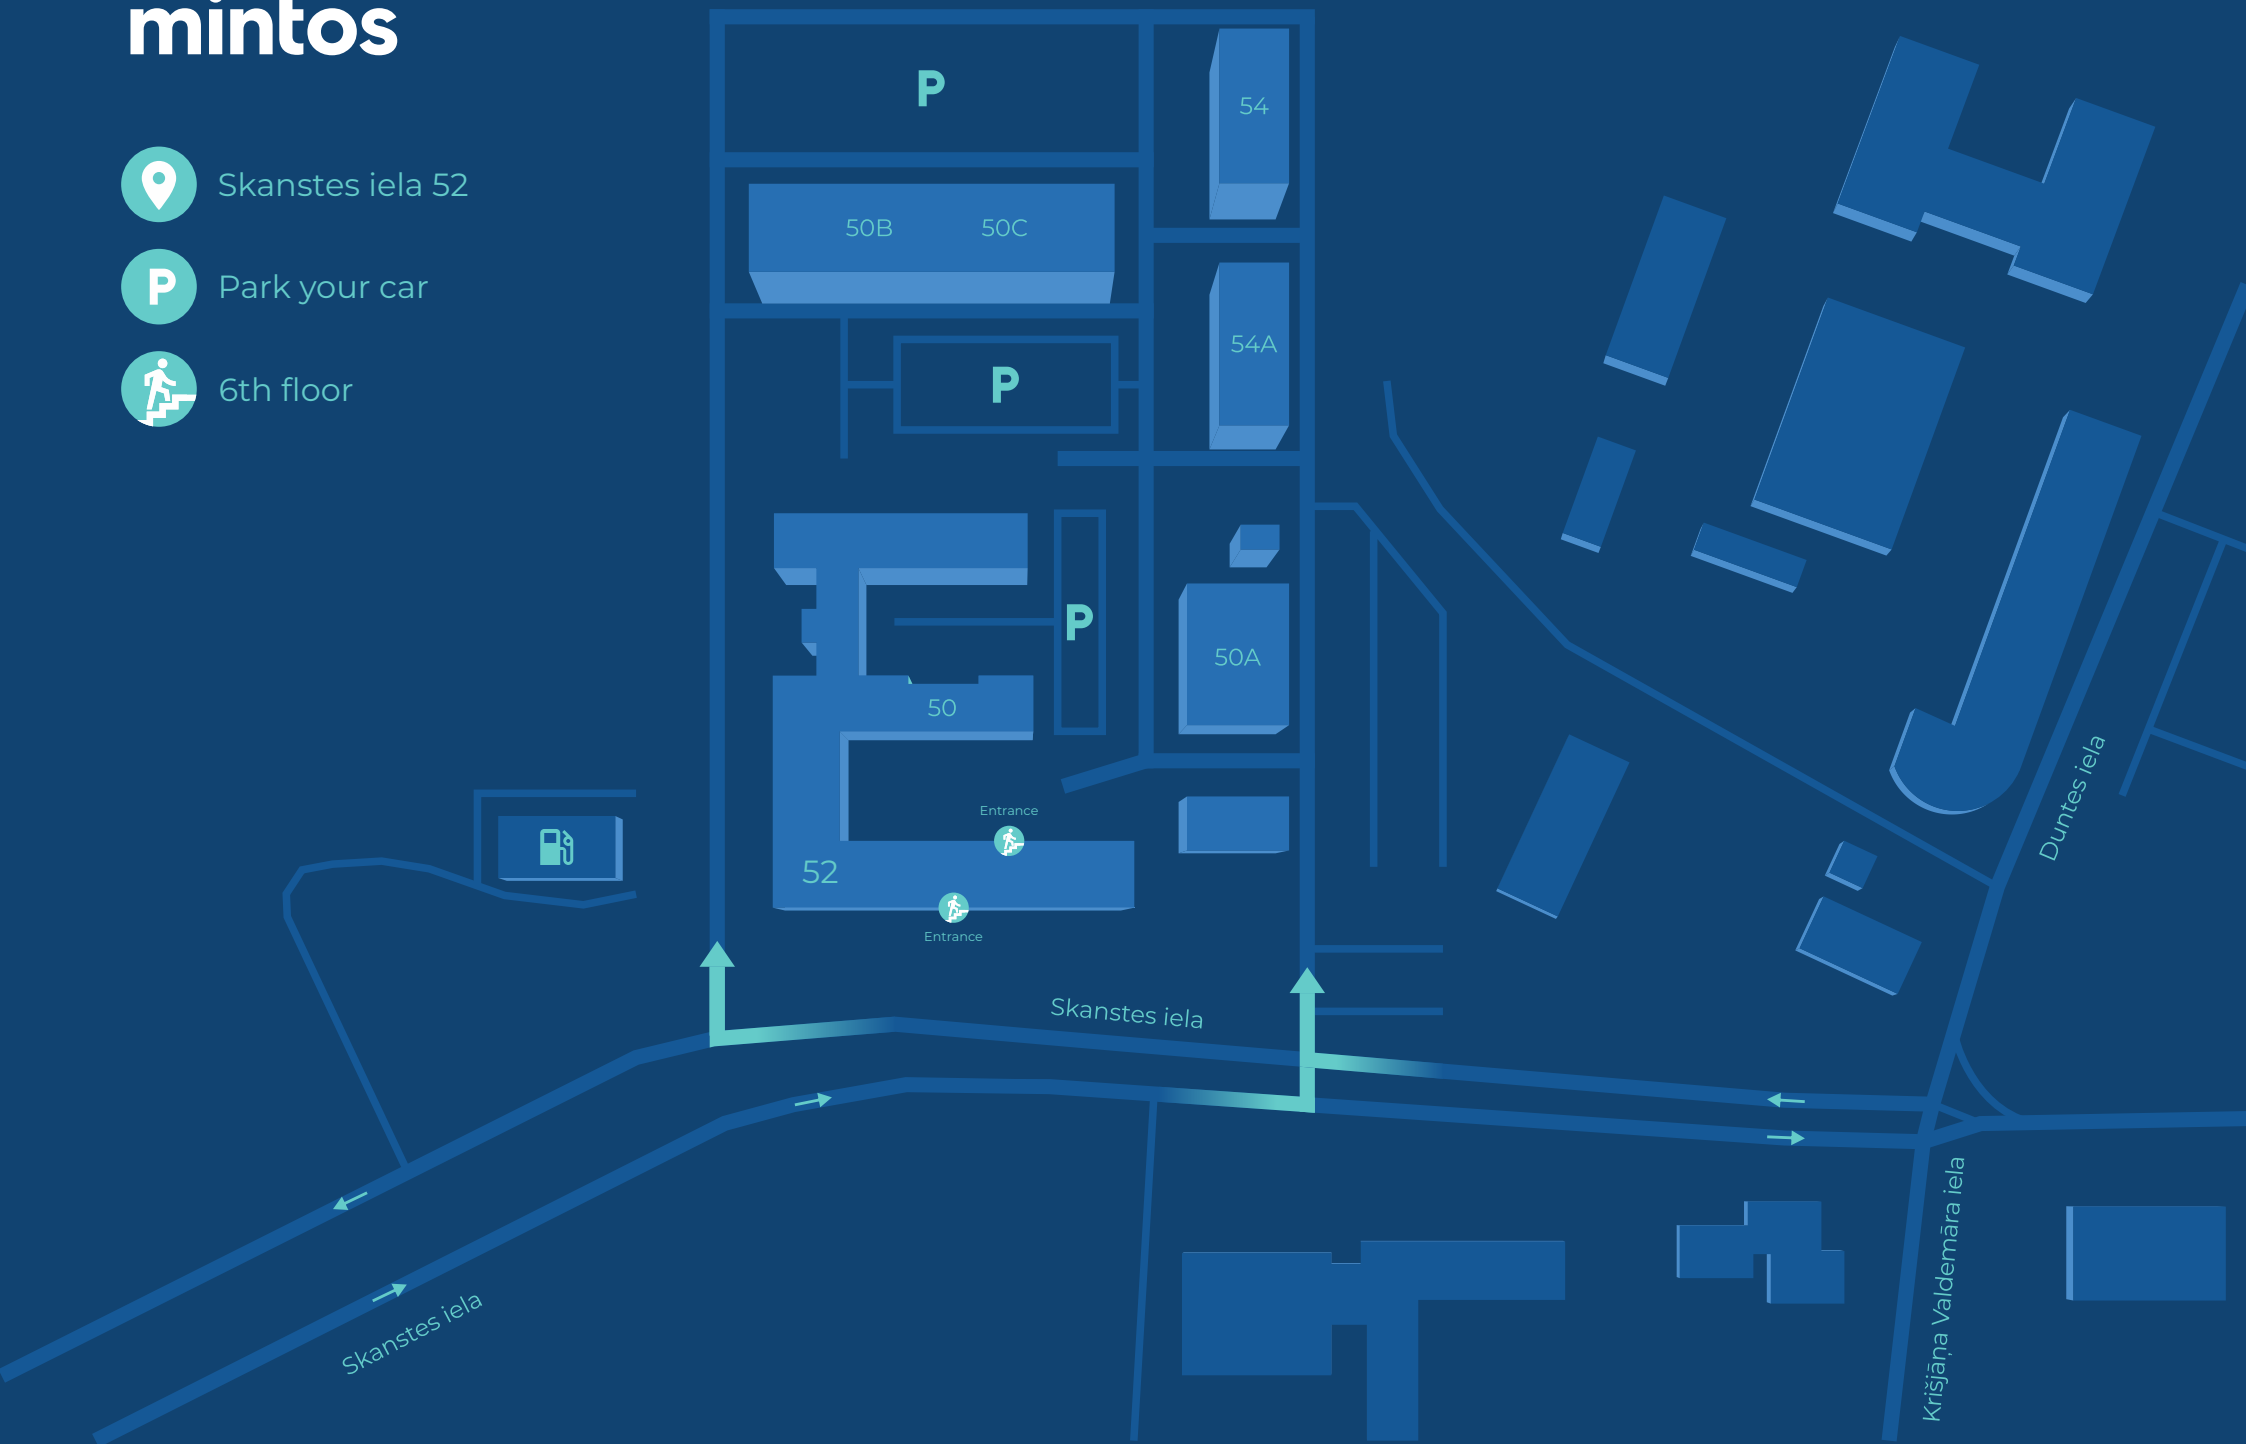 mintos
Skanstes iela 52
P
Park your car
6th floor
P
54
50B
50C
54A
P
P
50A
50
Entrance
52
Entrance
Skanstes iela
Duntes iela
Skanstes iela
Krišjāņa Valdemāra iela